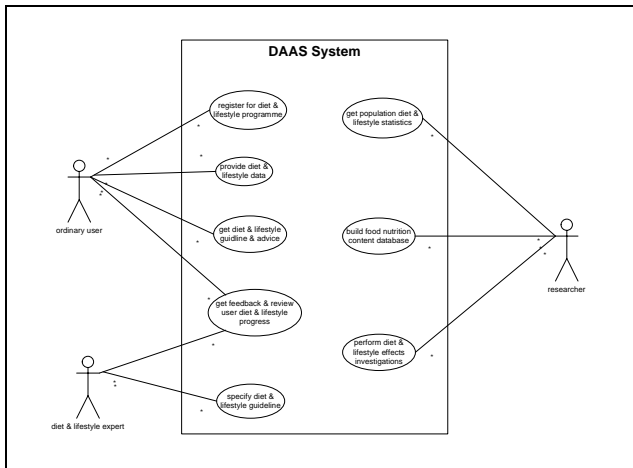 DAAS System
register for diet &
lifestyle programme
provide diet &
lifestyle data
get diet & lifestyle
guidline & advice
get feedback & review
user diet & lifestyle
progress
specify diet &
lifestyle guideline
get population diet &
lifestyle statistics
build food nutrition
content database
perform diet &
lifestyle effects
investigations
ordinary user
diet & lifestyle expert
researcher